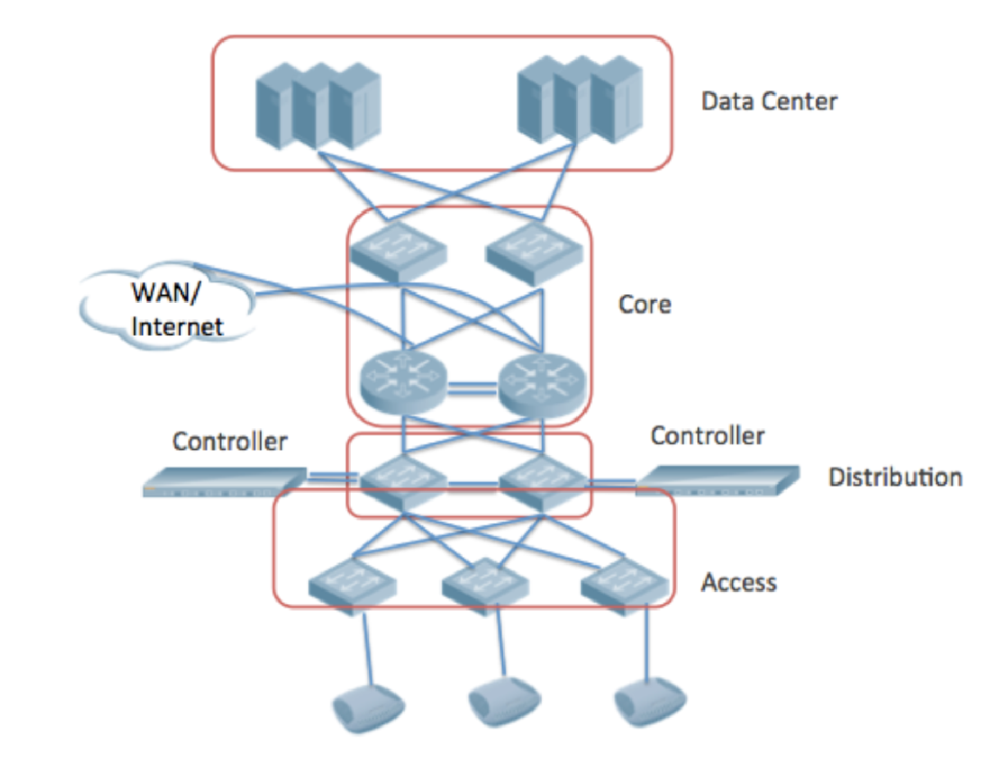 Data Center
WAN/
Internet
Core
Controller
Controller
Distribution
Access